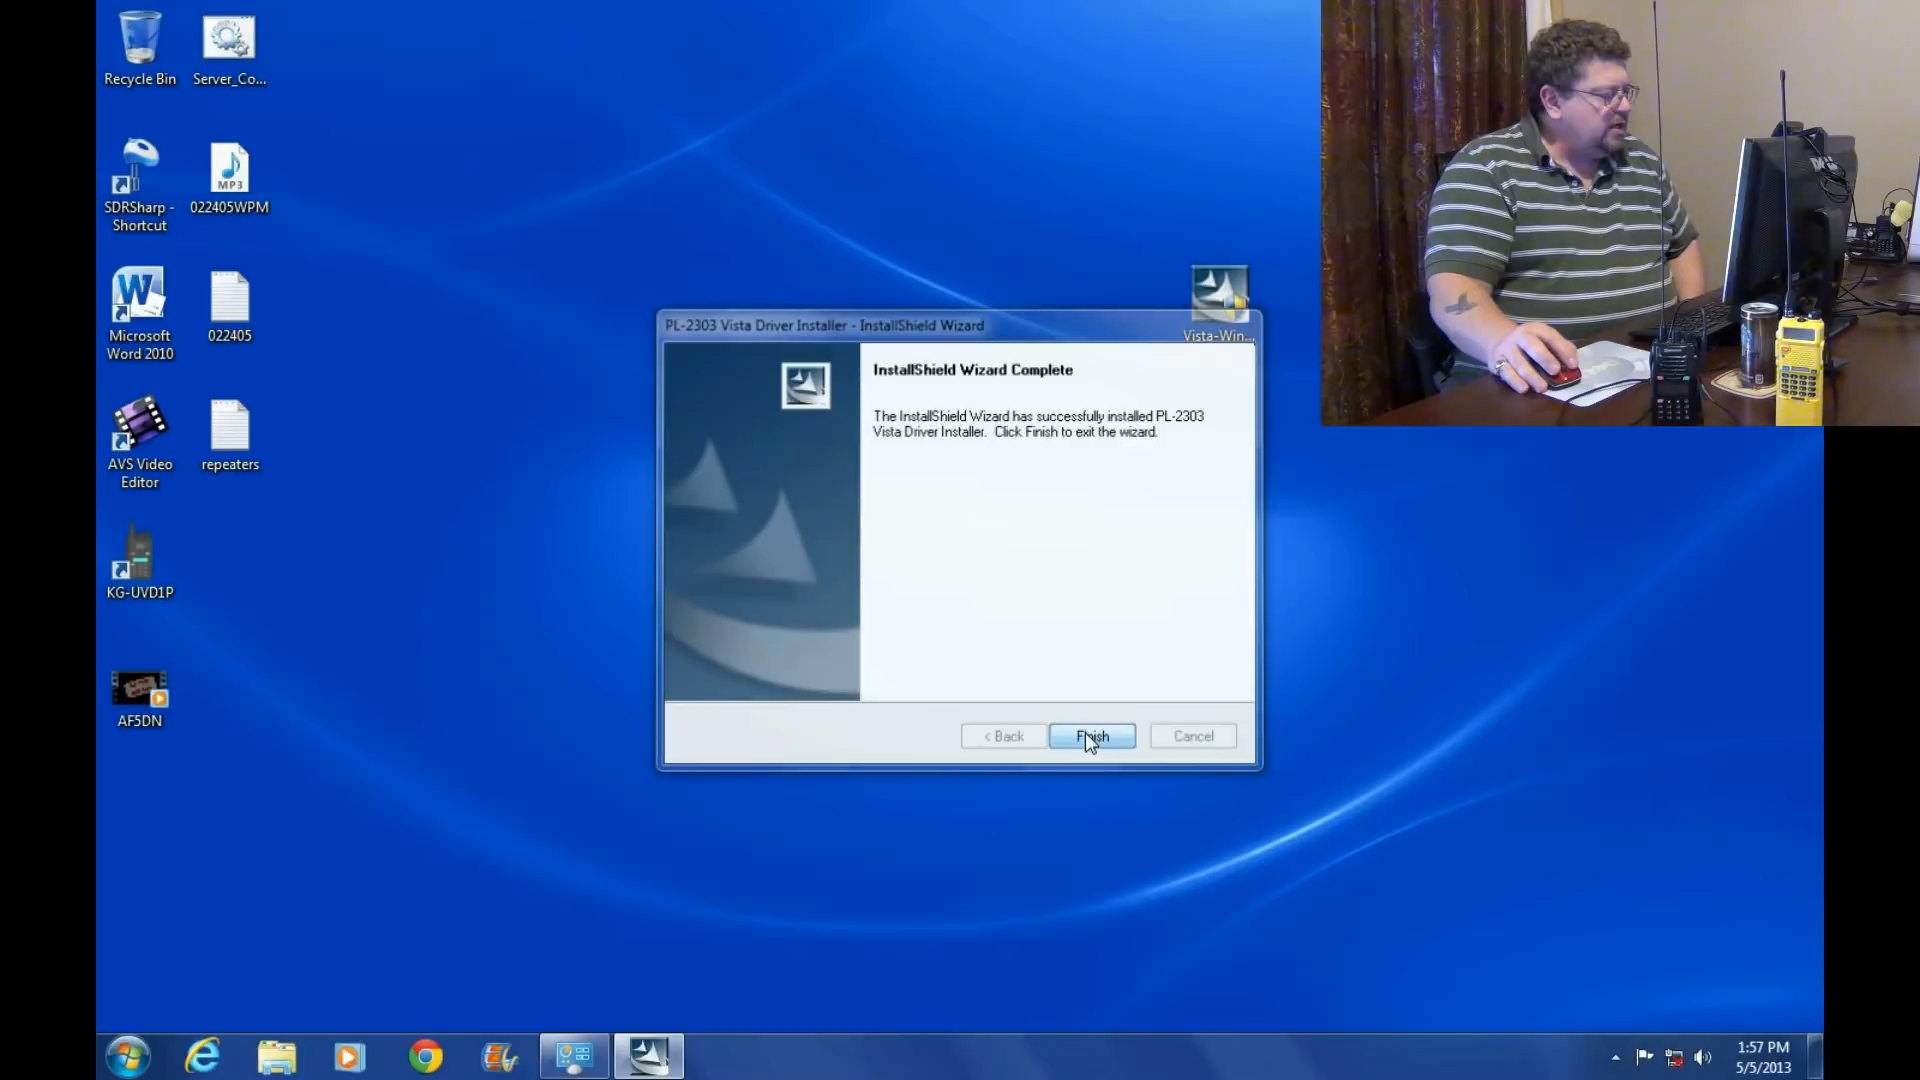 Recycle Bin
Server_Co...
SDRSharp -
Shortcut
MP3
022405WPM
Microsoft
Word 2010
022405
AVS Video
Editor
repeaters
KG-UVD1P
AF5DN
Vista-Win...
PL-2303 Vista Driver Installer - InstallShield Wizard
InstallShield Wizard Complete
The InstallShield Wizard has successfully installed PL-2303
Vista Driver Installer. Click Finish to exit the wizard.
< Back
Finish
Cancel
DELL
1:57 PM
5/5/2013